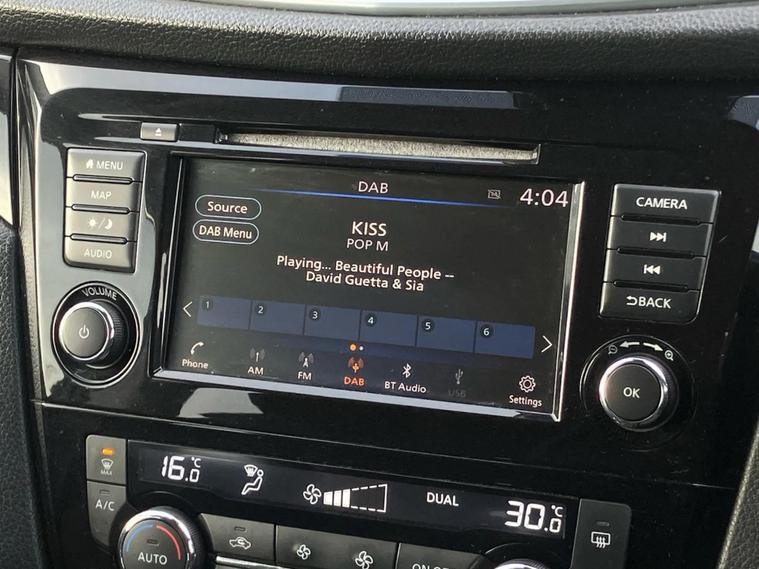 MENU
MAP
AUDIO
VOLUME
DAB
4:04
Source
DAB Menu
KISS
POP M
Playing... Beautiful People --
David Guetta & Sia
1 2 3 4 5 6
Phone
AM
FM
DAB
BT Audio
USB
Settings
CAMERA
BACK
OK
MAX
A/C
16.0°C
DUAL
30.0°C
AUTO